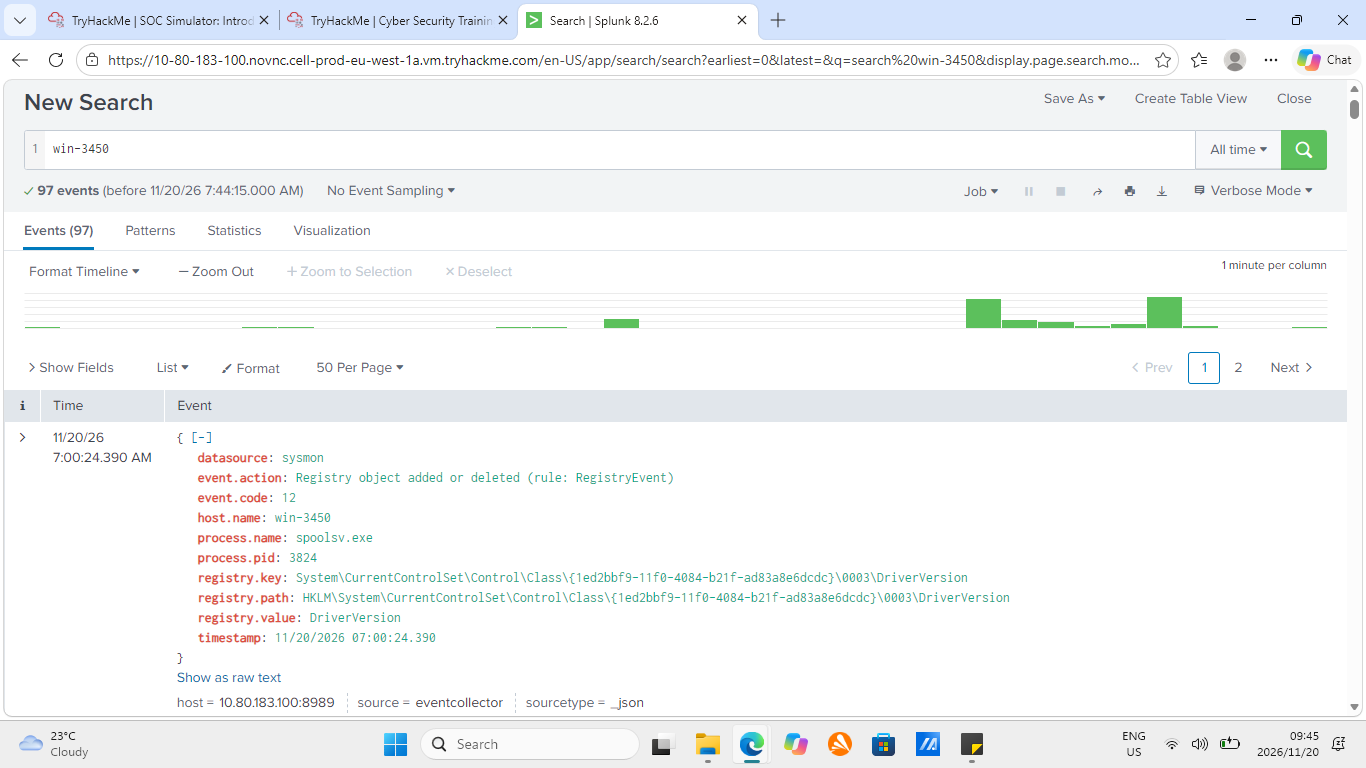 TryHackMe | SOC Simulator: Introd
TryHackMe | Cyber Security Trainin
Search | Splunk 8.2.6
https://10-80-183-100.novnc.cell-prod-eu-west-1a.vm.tryhackme.com/en-US/app/search/search?earliest=0&latest=&q=search%20win-3450&display.page.search.mo...
Chat
New Search
Save As
Create Table View
Close
1 win-3450
All time
97 events (before 11/20/26 7:44:15.000 AM)
No Event Sampling
Job
Verbose Mode
Events (97)
Patterns
Statistics
Visualization
Format Timeline
— Zoom Out
+ Zoom to Selection
× Deselect
1 minute per column
> Show Fields
List
Format
50 Per Page
< Prev
1
2
Next >
i
Time
Event
11/20/26
7:00:24.390 AM
{ [-]
datasource: sysmon
event.action: Registry object added or deleted (rule: RegistryEvent)
event.code: 12
host.name: win-3450
process.name: spoolsv.exe
process.pid: 3824
registry.key: System\CurrentControlSet\Control\Class\{1ed2bbf9-11f0-4084-b21f-ad83a8e6dcdc}\0003\DriverVersion
registry.path: HKLM\System\CurrentControlSet\Control\Class\{1ed2bbf9-11f0-4084-b21f-ad83a8e6dcdc}\0003\DriverVersion
registry.value: DriverVersion
timestamp: 11/20/2026 07:00:24.390
}
Show as raw text
host = 10.80.183.100:8989
source = eventcollector
sourcetype = _json
23°C
Cloudy
Search
ENG
US
09:45
2026/11/20